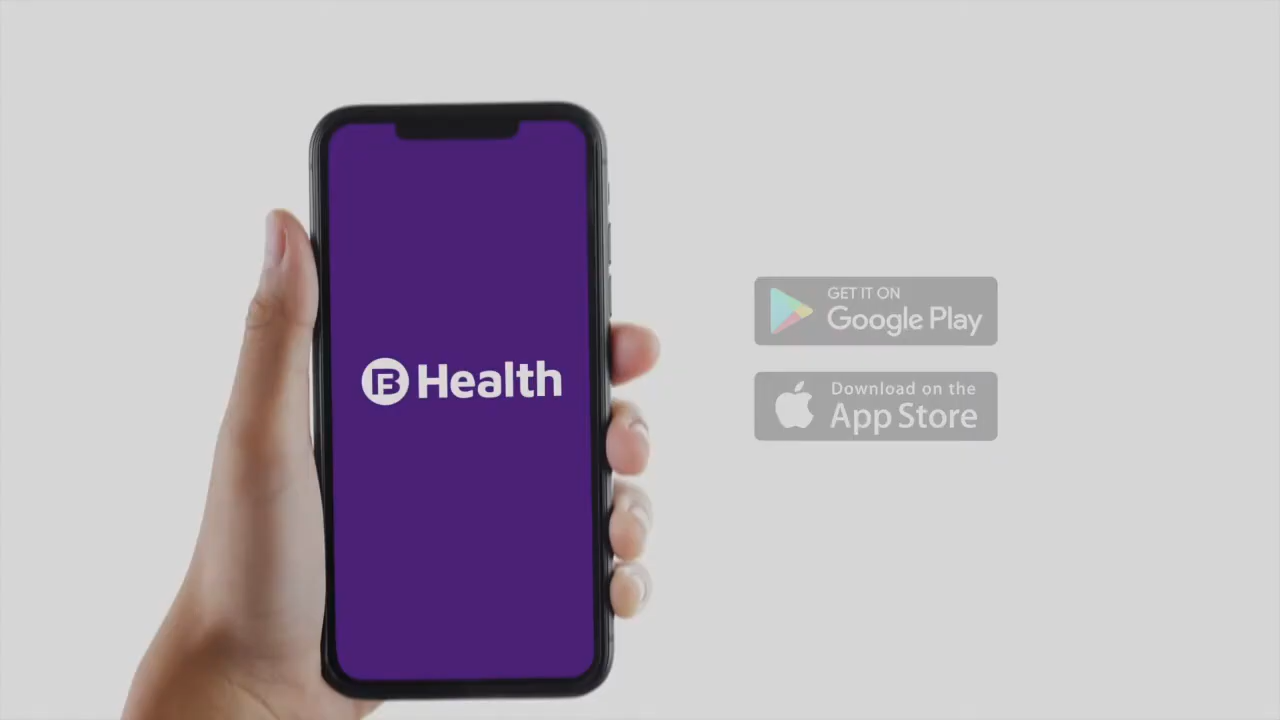 Health
GET IT ON
Google Play
Download on the
App Store